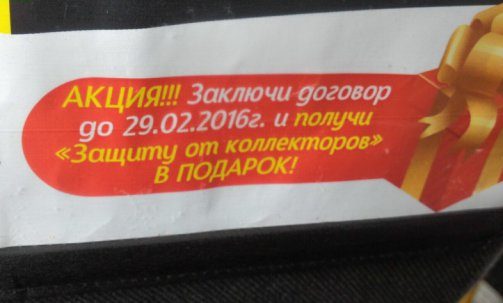 АКЦИЯ!!! Заключи договор
до 29.02.2016г. и получи
«Защиту от коллекторов»
В ПОДАРОК!